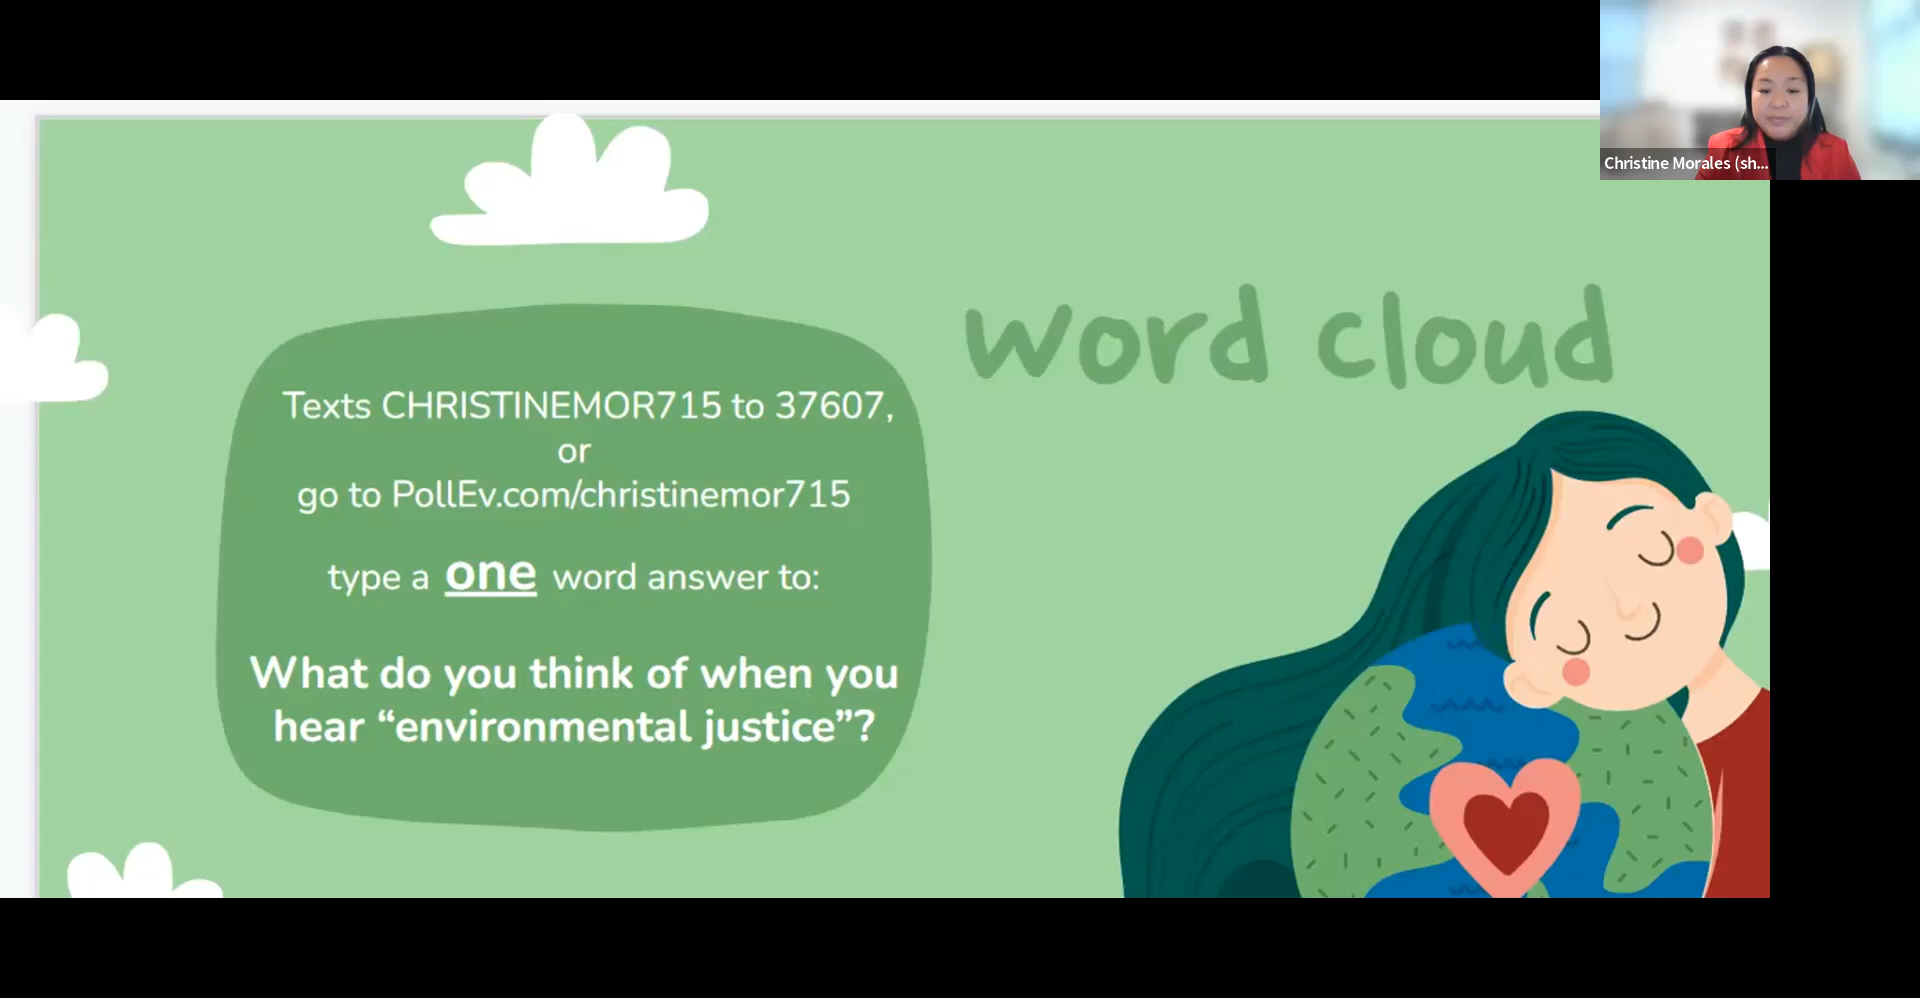 Christine Morales (sh...
word cloud
Texts CHRISTINEMOR715 to 37607,
or
go to PollEv.com/christinemor715
type a one word answer to:
What do you think of when you
hear “environmental justice”?